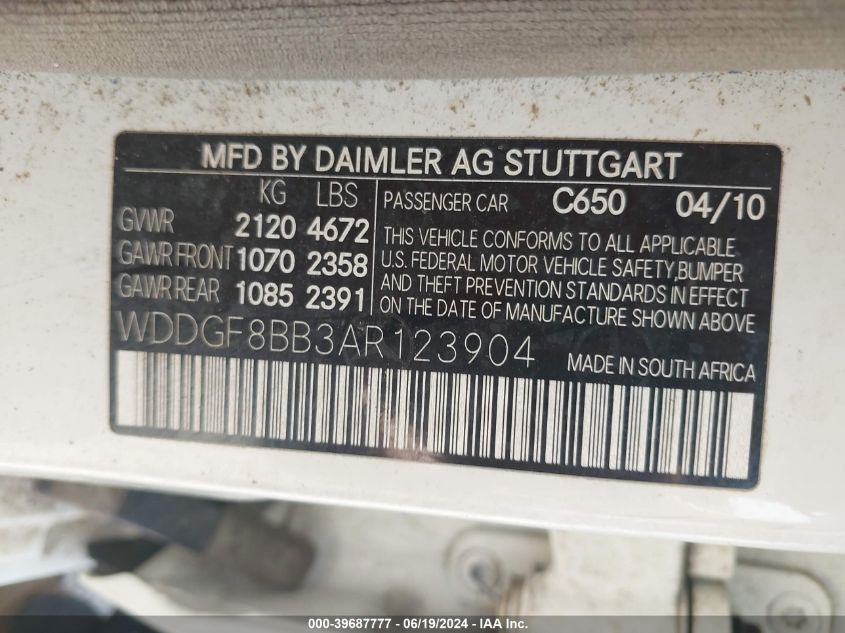 MFD BY DAIMLER AG STUTTGART
KG LBS
GVWR 2120 4672
GAWR FRONT 1070 2358
GAWR REAR 1085 2391
PASSENGER CAR C650 04/10
THIS VEHICLE CONFORMS TO ALL APPLICABLE
U.S. FEDERAL MOTOR VEHICLE SAFETY,BUMPER
AND THEFT PREVENTION STANDARDS IN EFFECT
ON THE DATE OF MANUFACTURE SHOWN ABOVE
WDDGF8BB3AR123904
MADE IN SOUTH AFRICA
000-39687777 - 06/19/2024 - IAA Inc.